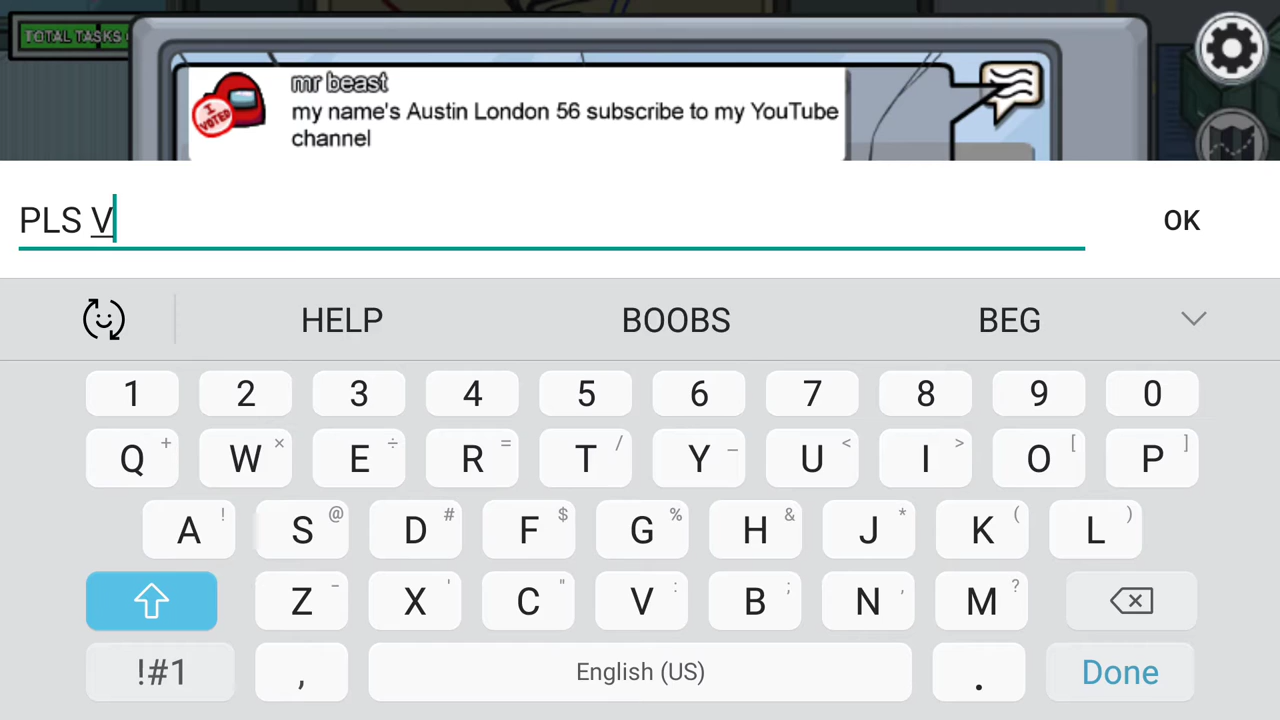 TOTAL TASKS
mr beast
my name's Austin London 56 subscribe to my YouTube
channel
I
VOTED
PLS V
OK
HELP BOOBS BEG
1 2 3 4 5 6 7 8 9 0
Q + W × E ÷ R = T / Y _ U < I > O [ P ]
A ! S @ D # F $ G % H & J * K ( L )
Z - X ' C " V : B ; N , M ?
!#1 , English (US) . Done